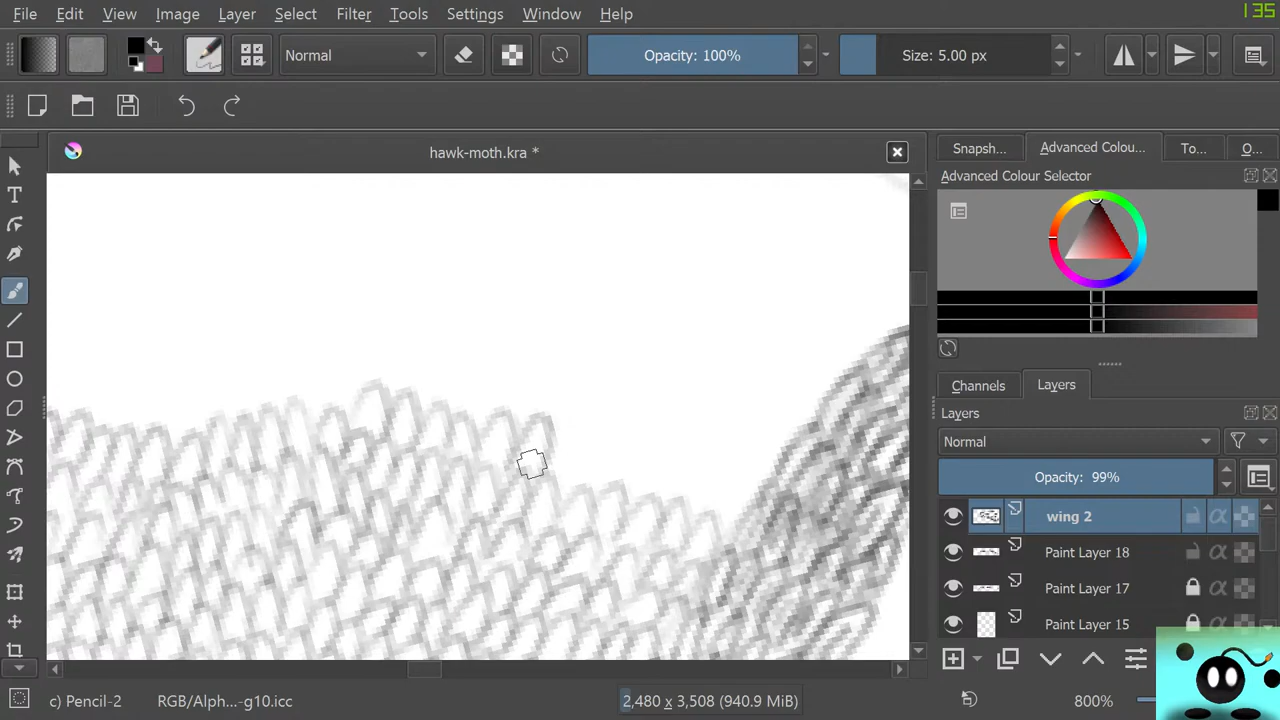 File Edit View Image Layer Select Filter Tools Settings Window Help
135
Normal
Opacity: 100%
Size: 5.00 px
hawk-moth.kra *
Snapsh...
Advanced Colou...
To...
O...
Advanced Colour Selector
Channels
Layers
Layers
Normal
Opacity: 99%
wing 2
Paint Layer 18
Paint Layer 17
Paint Layer 15
c) Pencil-2
RGB/Alph...-g10.icc
2,480 x 3,508 (940.9 MiB)
800%